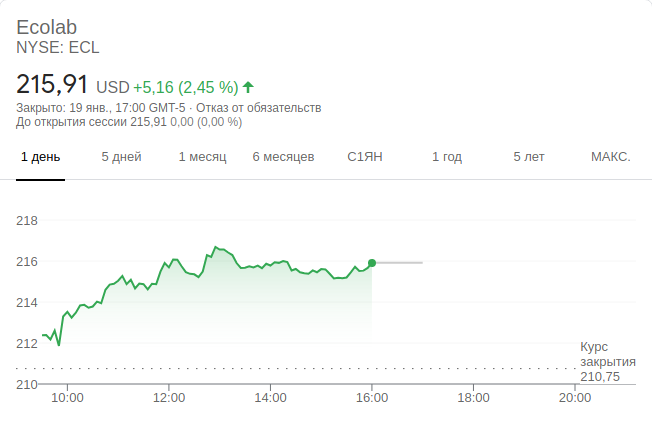 Ecolab
NYSE: ECL
215,91 USD +5,16 (2,45 %)
Закрыто: 19 янв., 17:00 GMT-5 · Отказ от обязательств
До открытия сессии 215,91 0,00 (0,00 %)
1 день 5 дней 1 месяц 6 месяцев С1ЯН 1 год 5 лет МАКС.
218
216
214
212
Курс
закрытия
210,75
210
10:00 12:00 14:00 16:00 18:00 20:00